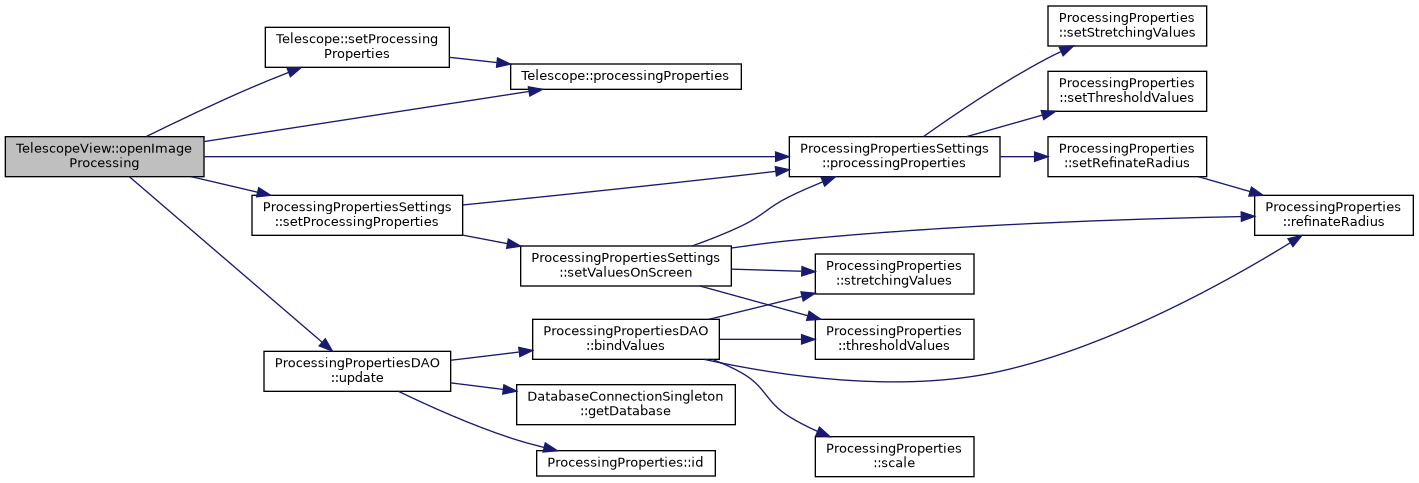 TelescopeView::openImage
Processing
Telescope::setProcessing
Properties
Telescope::processingProperties
ProcessingPropertiesSettings
::processingProperties
ProcessingProperties
::setStretchingValues
ProcessingProperties
::setThresholdValues
ProcessingProperties
::setRefinateRadius
ProcessingProperties
::refinateRadius
ProcessingPropertiesSettings
::setProcessingProperties
ProcessingPropertiesSettings
::setValuesOnScreen
ProcessingProperties
::stretchingValues
ProcessingProperties
::thresholdValues
ProcessingPropertiesDAO
::update
ProcessingPropertiesDAO
::bindValues
DatabaseConnectionSingleton
::getDatabase
ProcessingProperties::id
ProcessingProperties
::scale